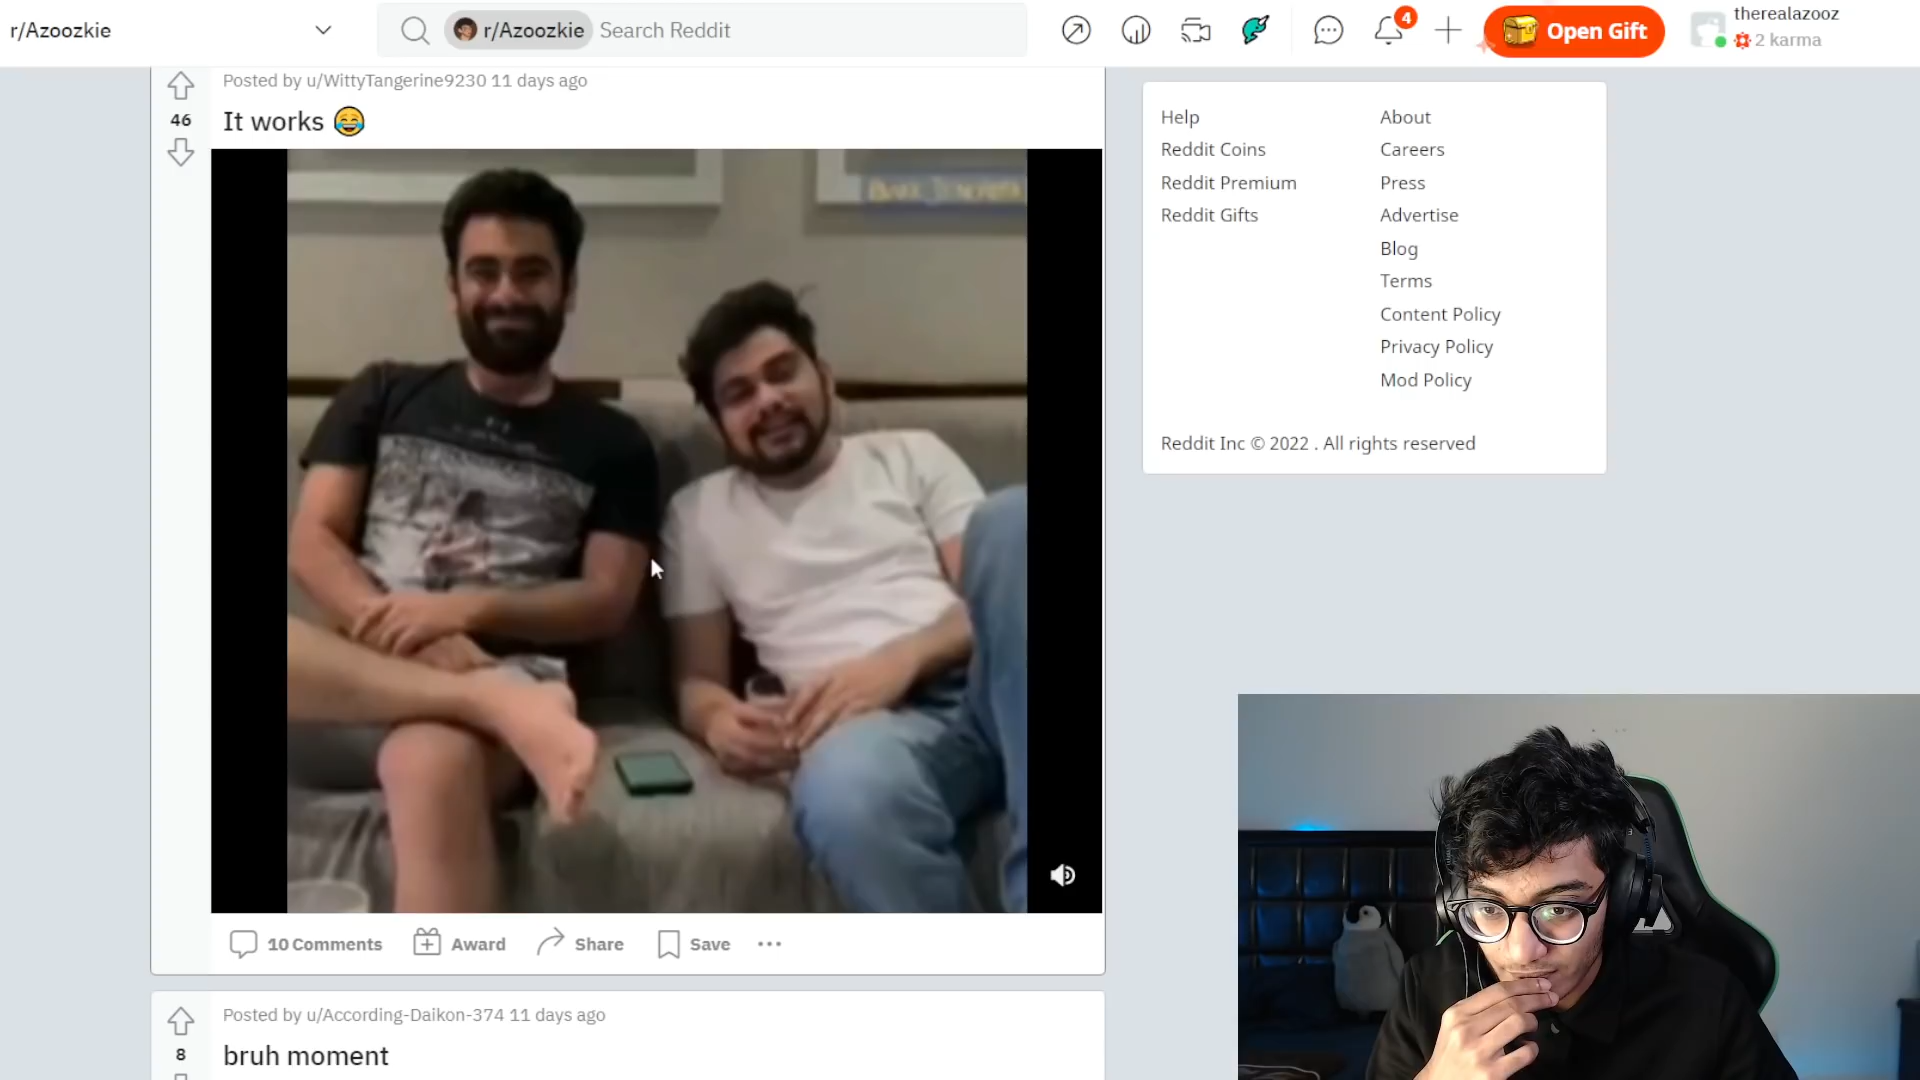 r/Azoozkie
r/Azoozkie Search Reddit
4
Open Gift
therealazooz
2 karma
Posted by u/WittyTangerine9230 11 days ago
46
It works 😂
10 Comments Award Share Save
Posted by u/According-Daikon-374 11 days ago
8
bruh moment
Help
Reddit Coins
Reddit Premium
Reddit Gifts
About
Careers
Press
Advertise
Blog
Terms
Content Policy
Privacy Policy
Mod Policy
Reddit Inc © 2022 . All rights reserved